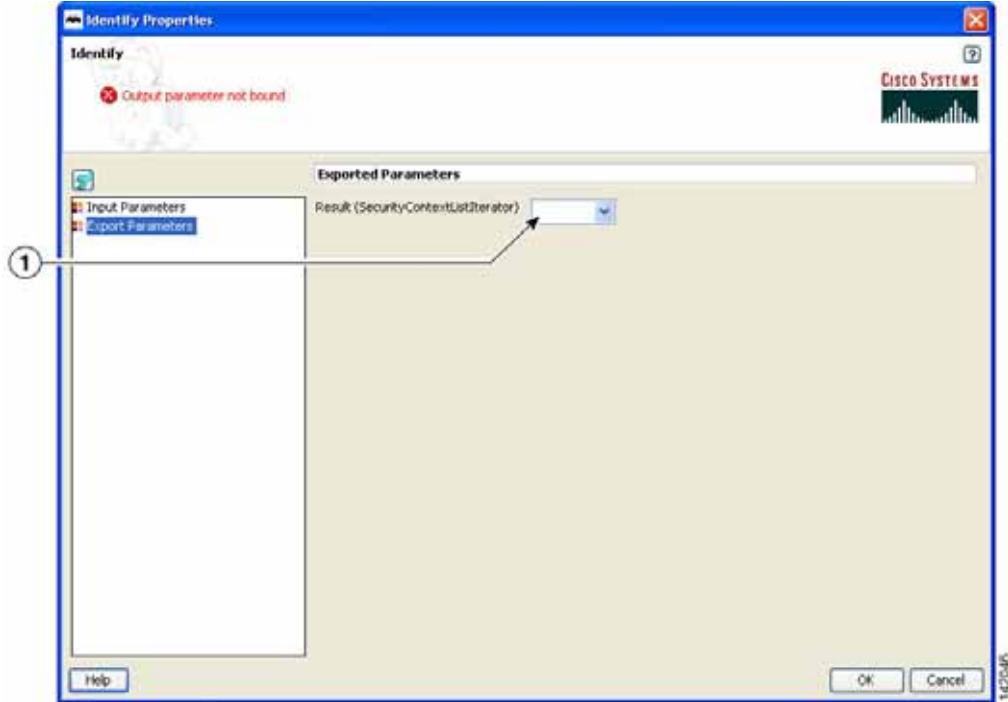 Identify Properties
Identify
Output parameter not bound
CISCO SYSTEMS
Exported Parameters
Input Parameters
Export Parameters
Result (SecurityContextListIterator)
1
Help
OK
Cancel
142046